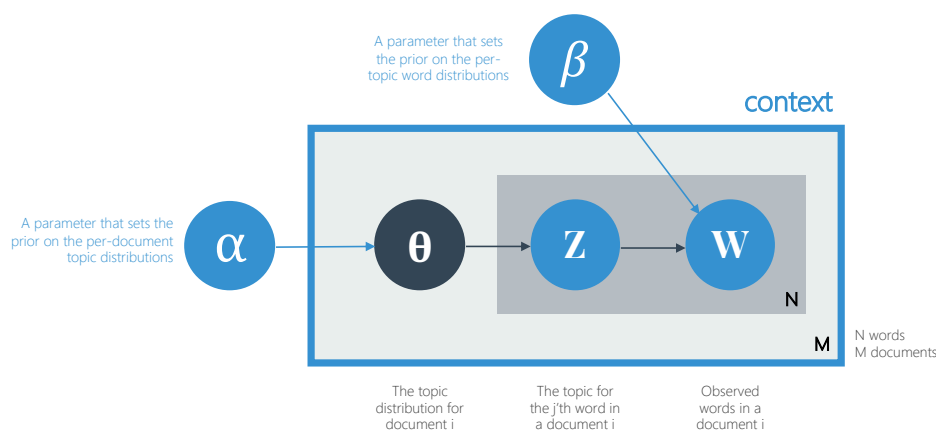 A parameter that sets
the prior on the per-
topic word distributions
β
context
A parameter that sets the
prior on the per-document
topic distributions
α
θ
Z
W
N
M
N words
M documents
The topic
distribution for
document i
The topic for
the j'th word in
a document i
Observed
words in a
document i